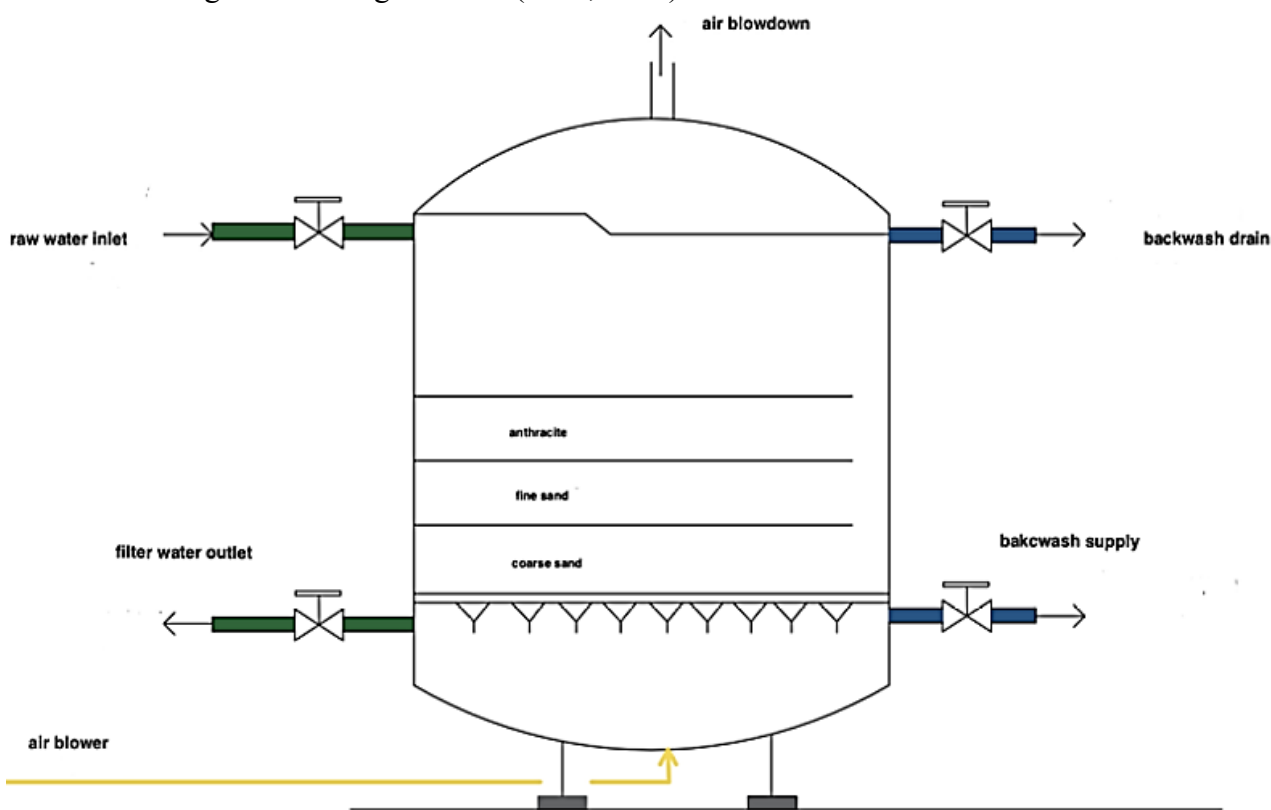 air blowdown
raw water inlet
backwash drain
anthracite
fine sand
coarse sand
filter water outlet
bakcwash supply
air blower